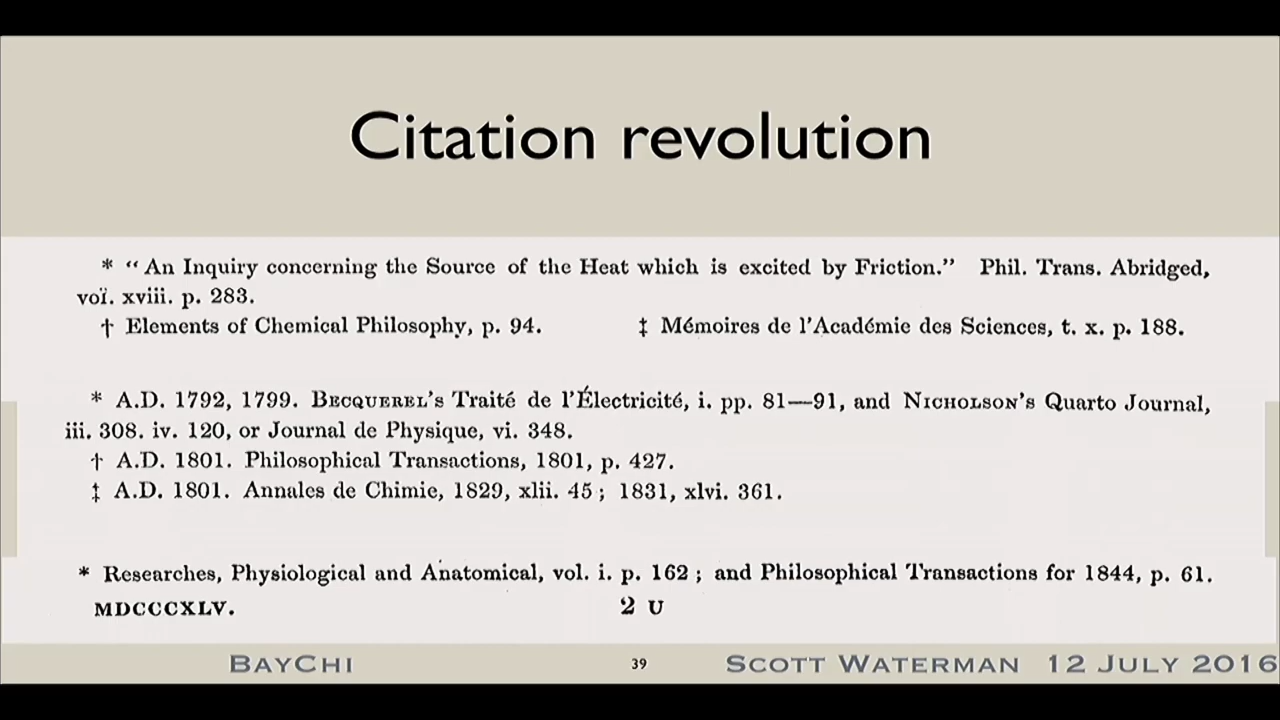 Citation revolution
* “An Inquiry concerning the Source of the Heat which is excited by Friction.” Phil. Trans. Abridged,
vol. xviii. p. 283.
† Elements of Chemical Philosophy, p. 94. ‡ Mémoires de l’Académie des Sciences, t. x. p. 188.
* A.D. 1792, 1799. BECQUEREL’s Traité de l’Électricité, i. pp. 81—91, and NICHOLSON’s Quarto Journal,
iii. 308. iv. 120, or Journal de Physique, vi. 348.
† A.D. 1801. Philosophical Transactions, 1801, p. 427.
‡ A.D. 1801. Annales de Chimie, 1829, xlii. 45; 1831, xlvi. 361.
* Researches, Physiological and Anatomical, vol. i. p. 162; and Philosophical Transactions for 1844, p. 61.
MDCCCXLV. 2 U
BAYCHI 39 SCOTT WATERMAN 12 JULY 2016